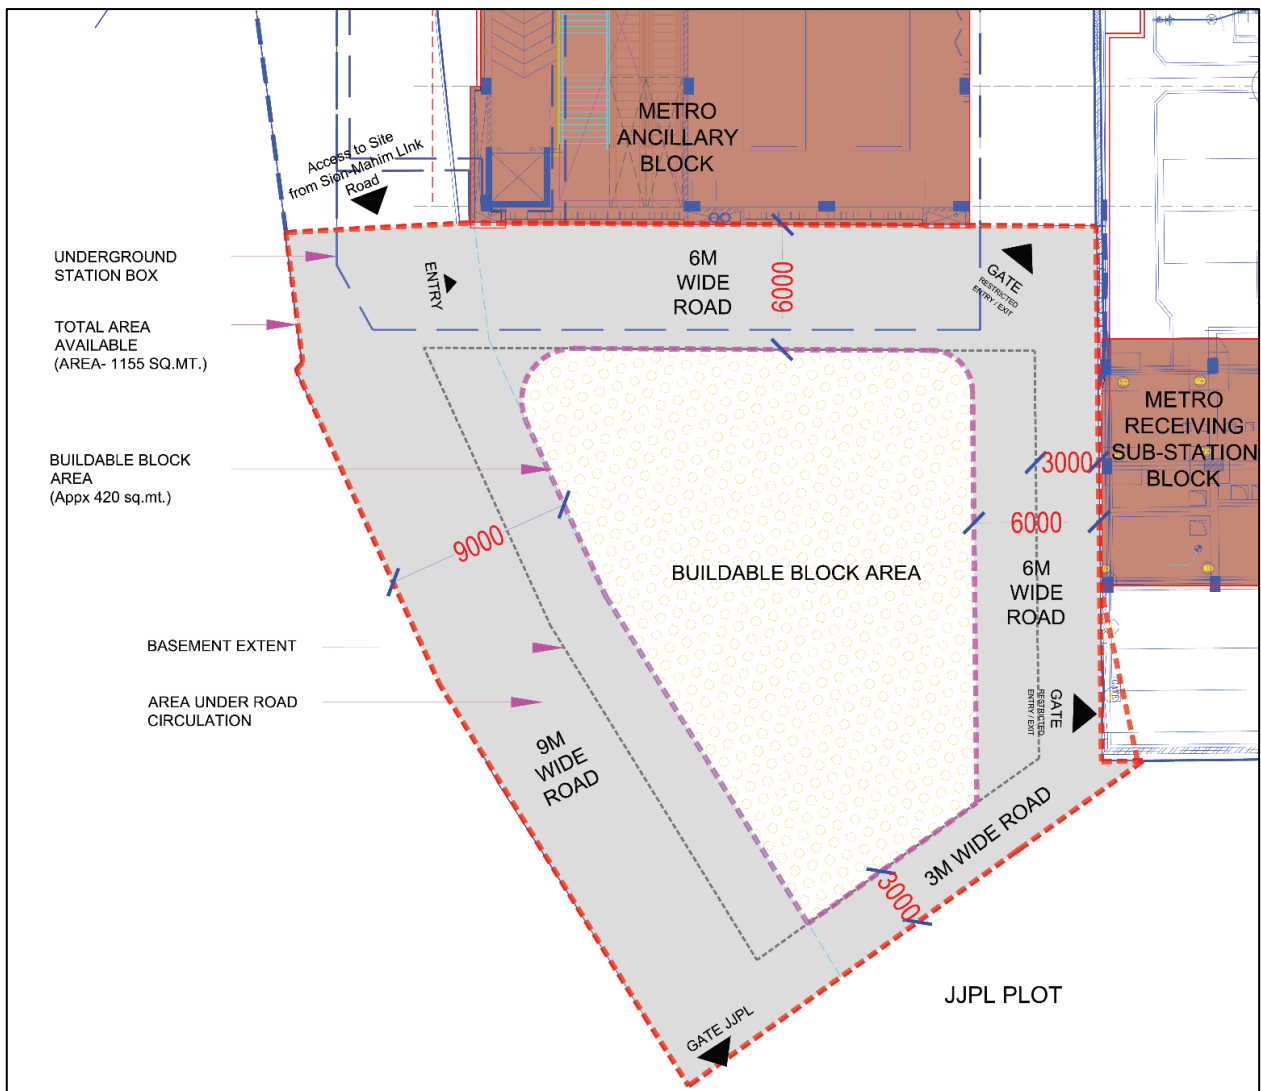 METRO
ANCILLARY
BLOCK
Access to Site
from Sion-Mahim LInk
Road
UNDERGROUND
STATION BOX
ENTRY
6M
WIDE
ROAD
6000
GATE
RESTRICTED
ENTRY / EXIT
TOTAL AREA
AVAILABLE
(AREA- 1155 SQ.MT.)
METRO
RECEIVING
SUB-STATION
BLOCK
BUILDABLE BLOCK
AREA
(Appx 420 sq.mt.)
3000
9000
6000
BUILDABLE BLOCK AREA
6M
WIDE
ROAD
BASEMENT EXTENT
AREA UNDER ROAD
CIRCULATION
GATE
RESTRICTED
ENTRY / EXIT
9M
WIDE
ROAD
3M WIDE ROAD
3000
JJPL PLOT
GATE JJPL